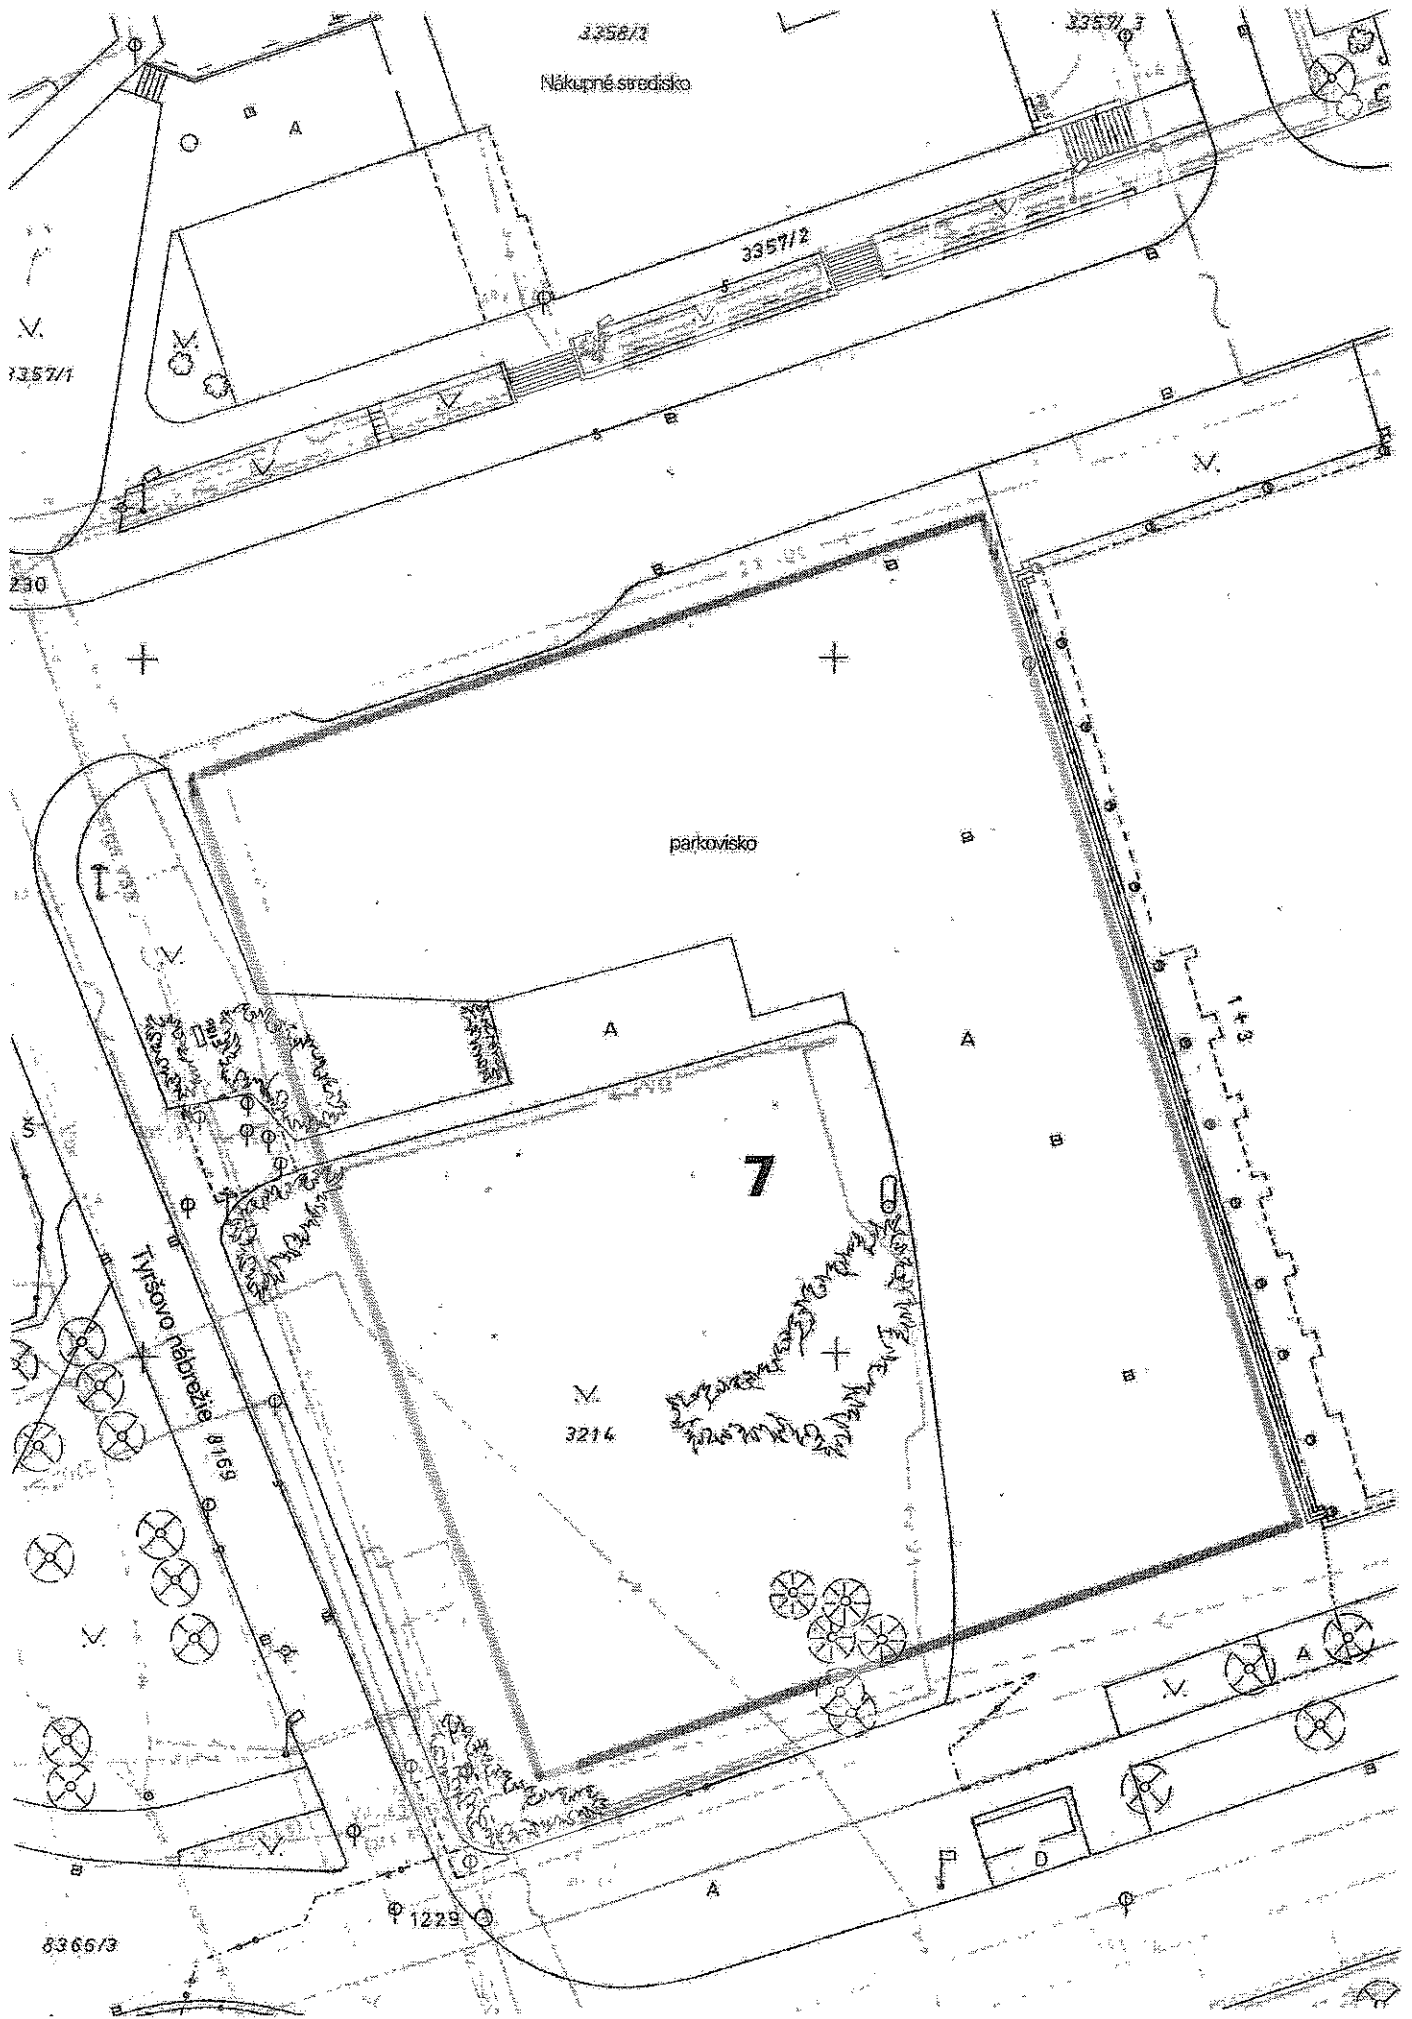 3358/1
3357/3
Nákupné stredisko
A
3357/2
S
3357/1
S
230
parkovisko
A
A
1+3
Š
7
Tyršovo nábrežie 8169
3214
A
D
A
1229
8366/3